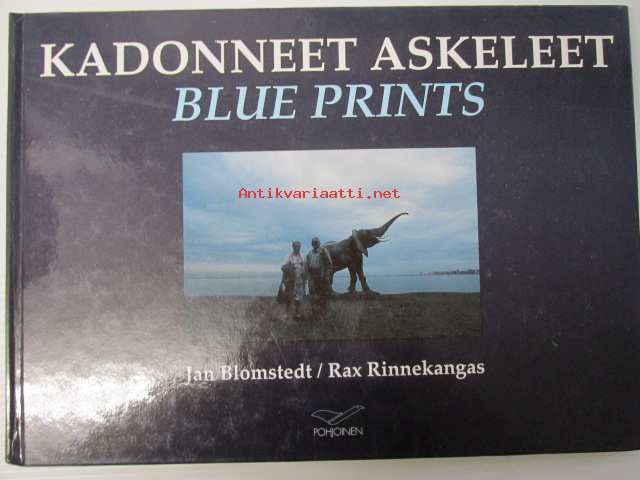 KADONNEET ASKELEET
BLUE PRINTS
Antikvariaatti.net
Jan Blomstedt / Rax Rinnekangas
POHJOINEN